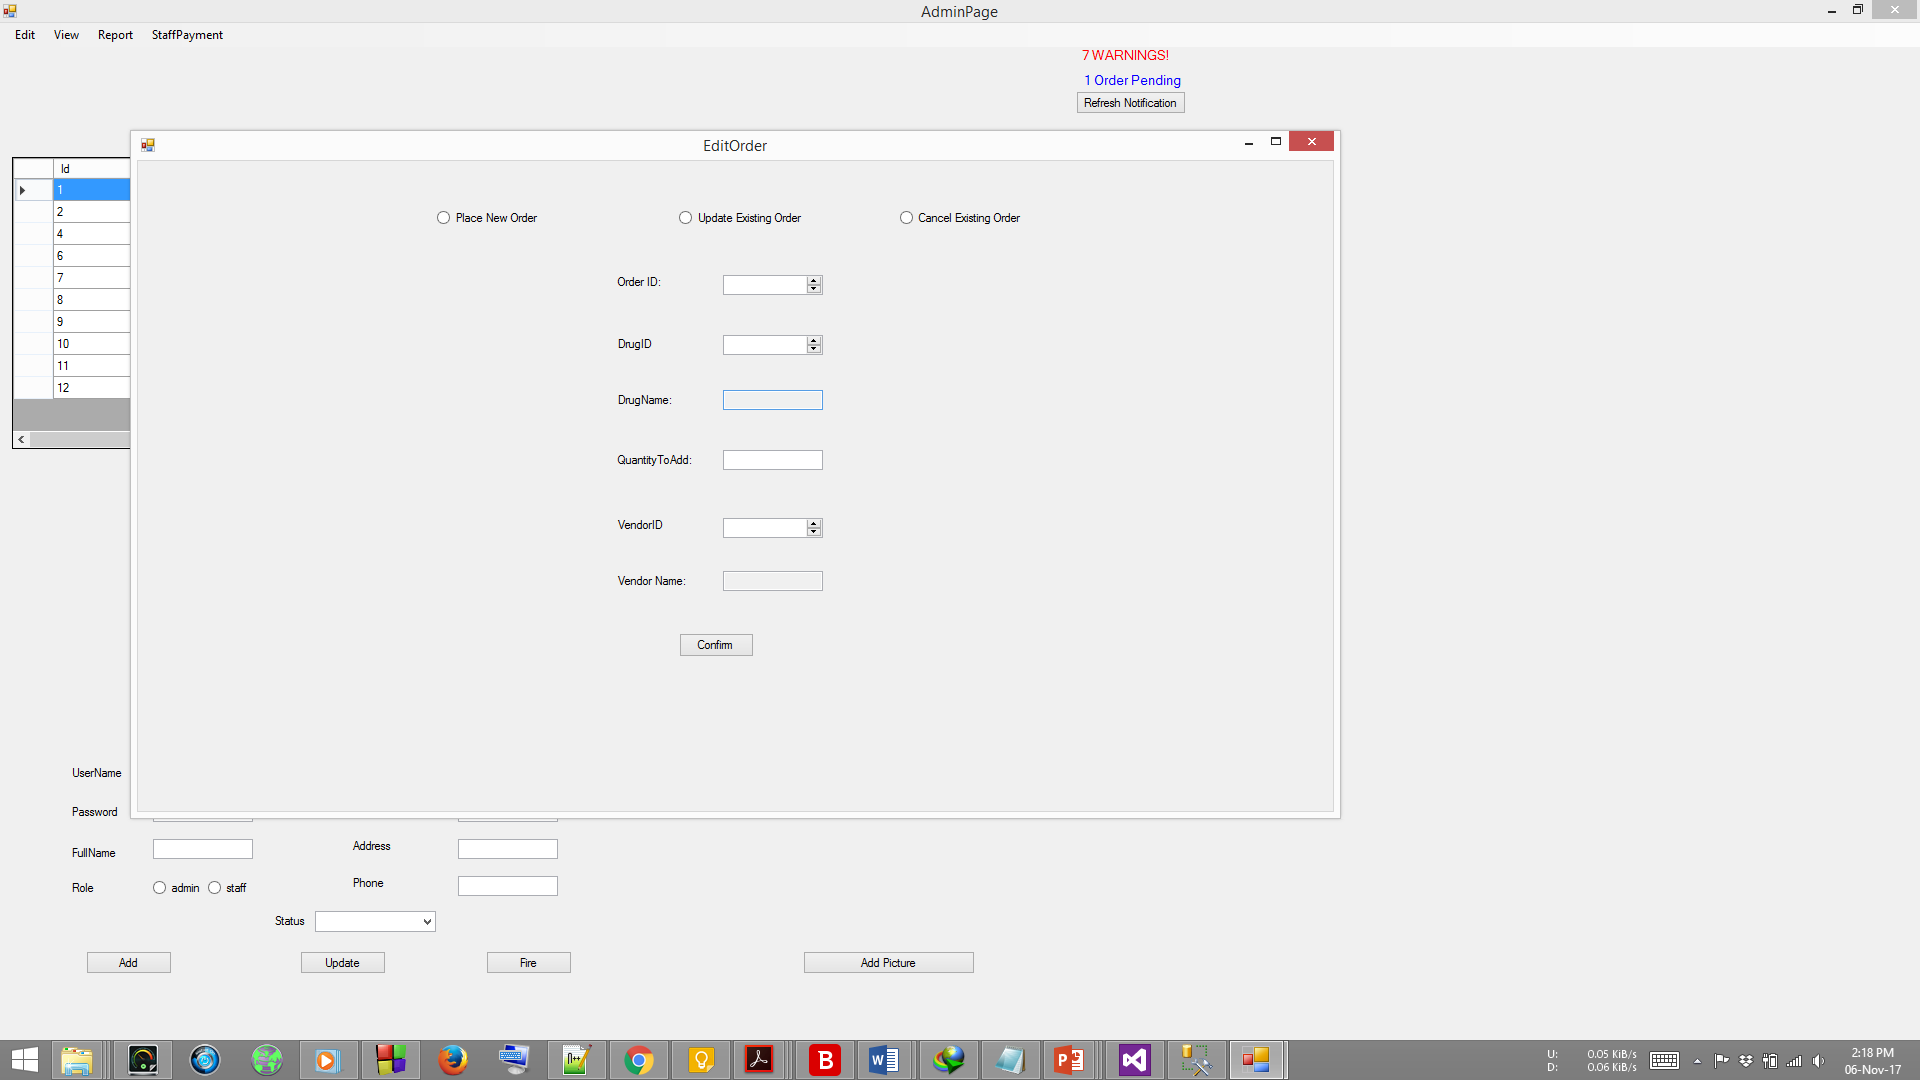 AdminPage
Edit View Report StaffPayment
7 WARNINGS!
1 Order Pending
Refresh Notification
EditOrder
Id
1
2
4
6
7
8
9
10
11
12
Place New Order Update Existing Order Cancel Existing Order
Order ID:
DrugID
DrugName:
QuantityToAdd:
VendorID
Vendor Name:
Confirm
UserName
Password
FullName Address
Role admin staff Phone
Status
Add Update Fire Add Picture
U: 0.05 KiB/s
D: 0.06 KiB/s
2:18 PM
06-Nov-17